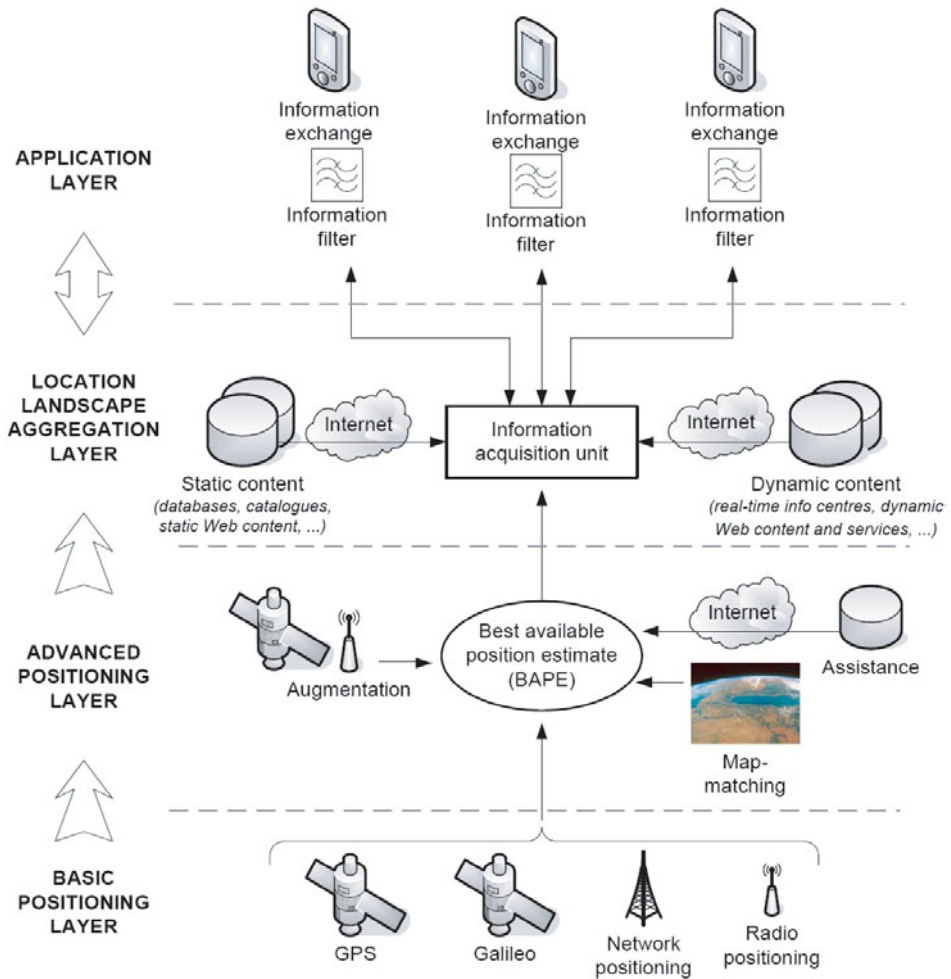 Information
exchange
Information
exchange
Information
exchange
APPLICATION
LAYER
Information
filter
Information
filter
Information
filter
LOCATION
LANDSCAPE
AGGREGATION
LAYER
Internet
Information
acquisition unit
Internet
Static content
(databases, catalogues,
static Web content, ...)
Dynamic content
(real-time info centres, dynamic
Web content and services, ...)
ADVANCED
POSITIONING
LAYER
Augmentation
Best available
position estimate
(BAPE)
Internet
Assistance
Map-
matching
BASIC
POSITIONING
LAYER
GPS
Galileo
Network
positioning
Radio
positioning